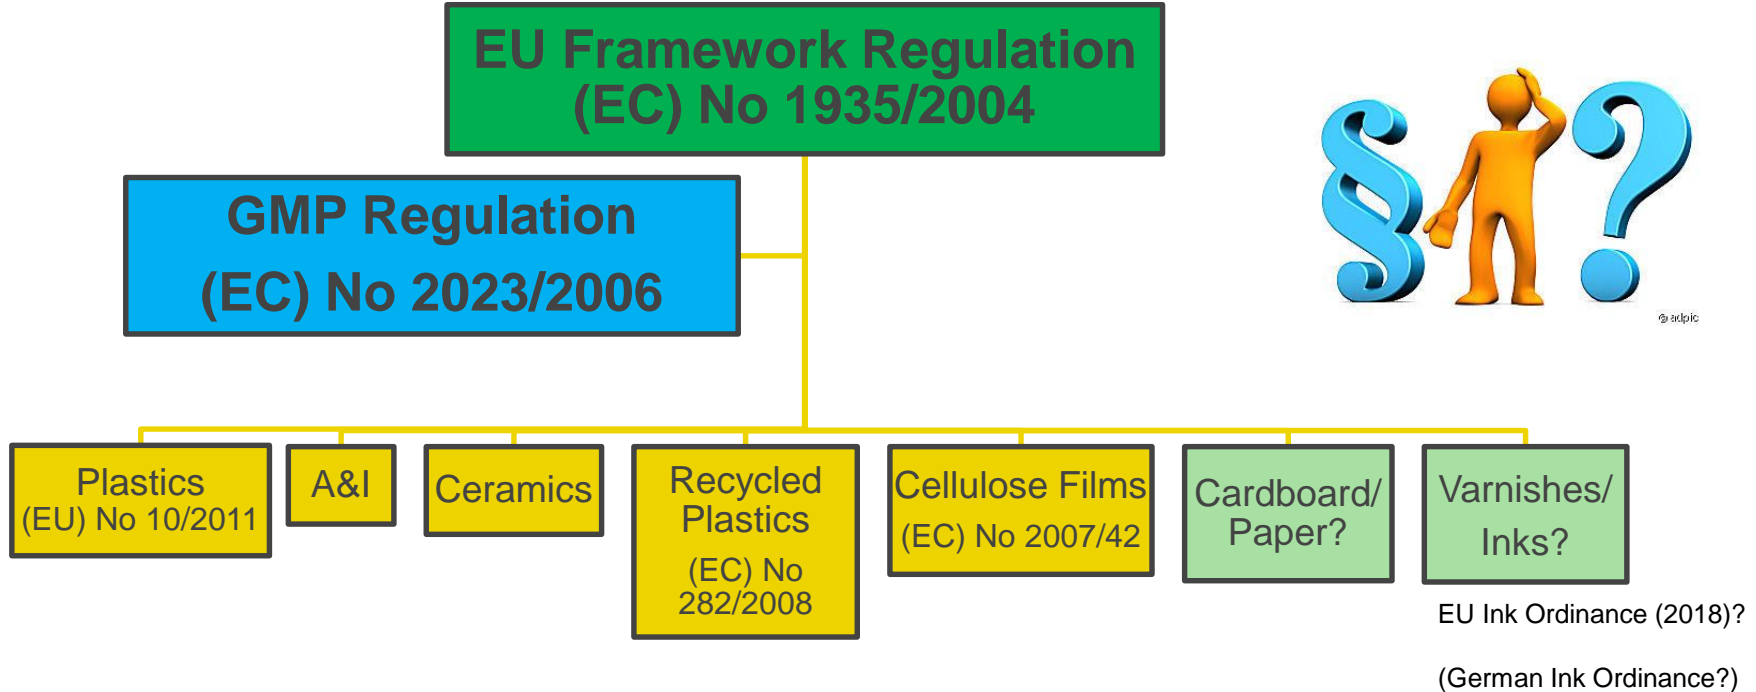 EU Framework Regulation
(EC) No 1935/2004
GMP Regulation
(EC) No 2023/2006
© adpic
Plastics
(EU) No 10/2011
A&I
Ceramics
Recycled
Plastics
(EC) No
282/2008
Cellulose Films
(EC) No 2007/42
Cardboard/
Paper?
Varnishes/
Inks?
EU Ink Ordinance (2018)?
(German Ink Ordinance?)